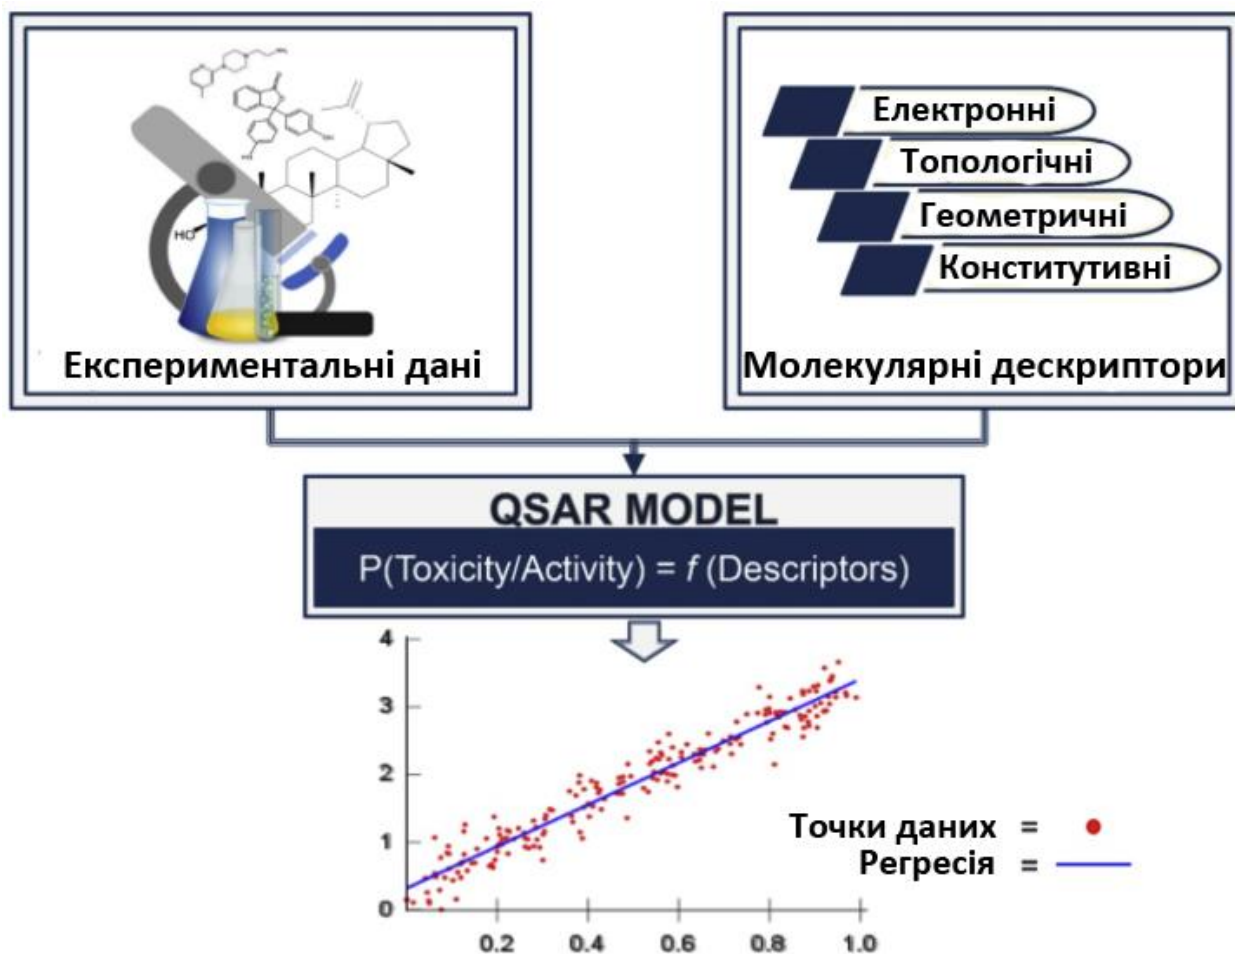 HO
Експериментальні дані
Електронні
Топологічні
Геометричні
Конститутивні
Молекулярні дескриптори
QSAR MODEL
P(Toxicity/Activity) = f (Descriptors)
4
3
2
1
0
0.2 0.4 0.6 0.8 1.0
Точки даних =
Регресія =